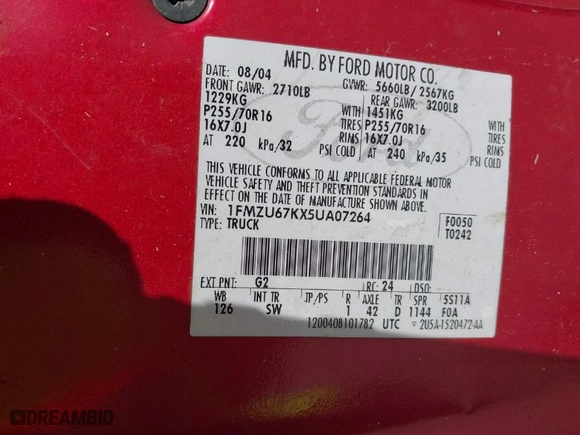 MFD. BY FORD MOTOR CO.
DATE: 08/04 GVWR: 5660LB/ 2567KG
FRONT GAWR: 2710LB REAR GAWR: 3200LB
1229KG 1451KG WITH
P255/70R16 TIRES P255/70R16 TIRES
16X7.0J RIMS 16X7.0J RIMS
AT 220 kPa/32 PSI COLD AT 240 kPa/35 PSI COLD
THIS VEHICLE CONFORMS TO ALL APPLICABLE FEDERAL MOTOR
VEHICLE SAFETY AND THEFT PREVENTION STANDARDS IN
EFFECT ON THE DATE OF MANUFACTURE SHOWN ABOVE.
VIN: 1FMZU67KX5UA07264 F0050
TYPE: TRUCK T0242
EXT PNT: G2 RC: 24 DSO:
WB INT TR TP/PS R AXLE TR SPR 5S11A
126 SW 1 42 D 1144 F0A
1200408101782 UTC 2U5A-1520472-AA
Ford
DREAMBID